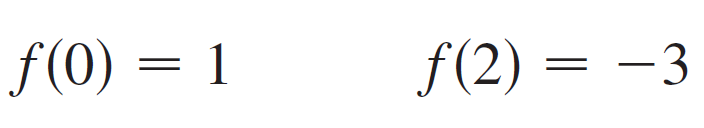 f(0) = 1 f(2) = −3